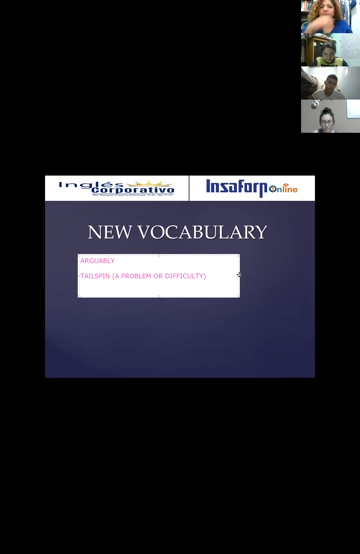 Inglés
Corporativo
Insaforp Online
NEW VOCABULARY
ARGUABLY
TAILSPIN (A PROBLEM OR DIFFICULTY)